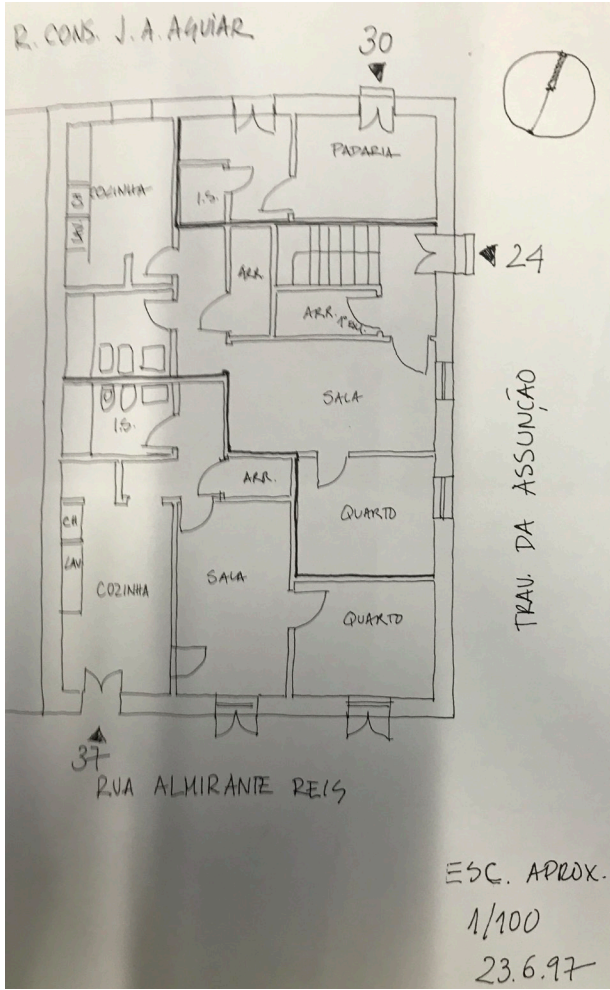 R. CONS. J. A. AGUIAR
30
PADARIA
COZINHA
I.S.
24
ARR.
ARR.
SALA
TRAV. DA ASSUNÇÃO
I.S.
ARR.
QUARTO
CH
LAV
SALA
COZINHA
QUARTO
37
RUA ALMIRANTE REIS
ESC. APROX.
1/100
23.6.97